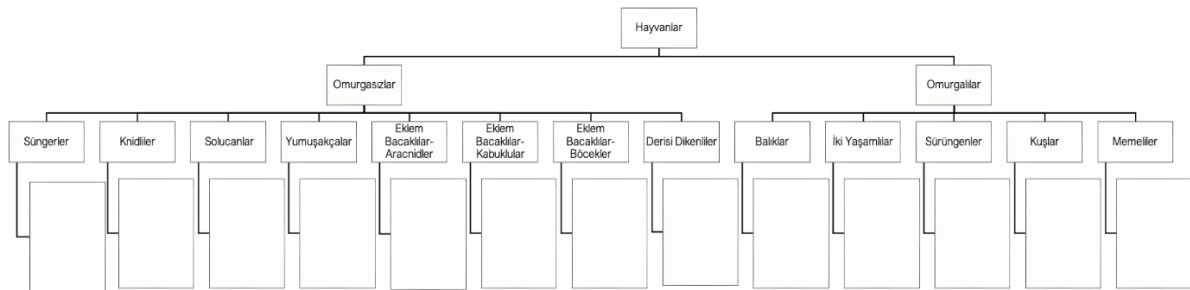 Hayvanlar
Omurgasızlar
Omurgalılar
Süngerler
Knidliler
Solucanlar
Yumuşakçalar
Eklem
Bacaklılar-
Aracnidler
Eklem
Bacaklılar-
Kabuklular
Eklem
Bacaklılar-
Böcekler
Derisi Dikenliler
Balıklar
İki Yaşamlılar
Sürüngenler
Kuşlar
Memeliler